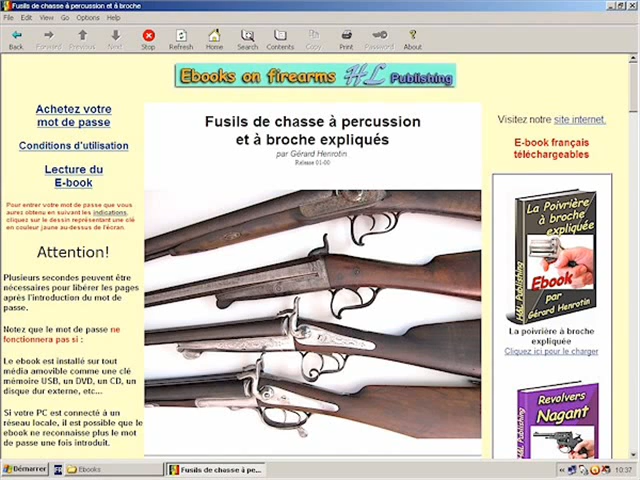 Fusils de chasse à percussion et à broche
File Edit View Go Options Help
Back Forward Previous Next Stop Refresh Home Search Contents Copy Print Password About
Ebooks on firearms HL Publishing
Achetez votre
mot de passe
Conditions d'utilisation
Lecture du
E-book
Pour entrer votre mot de passe que vous
aurez obtenu en suivant les indications,
cliquez sur le dessin représentant une clé
en couleur jaune au-dessus de l'écran.
Attention!
Plusieurs secondes peuvent être
nécessaires pour libérer les pages
après l'introduction du mot de
passe.
Notez que le mot de passe ne
fonctionnera pas si :
Le ebook est installé sur tout
média amovible comme une clé
mémoire USB, un DVD, un CD, un
disque dur externe, etc...
Si votre PC est connecté à un
réseau locale, il est possible que le
ebook ne reconnaisse plus le mot
de passe une fois introduit.
Fusils de chasse à percussion
et à broche expliqués
par Gérard Henrotin
Release 01-00
Visitez notre site internet.
E-book français
téléchargeables
La Poivrière
à broche
expliquée
Ebook
par
Gérard Henrotin
H&L Publishing
La poivrière à broche
expliquée
Cliquez ici pour le charger
Revolvers
Nagant
Publishing
Démarrer FR Ebooks Fusils de chasse à pe... 10:37